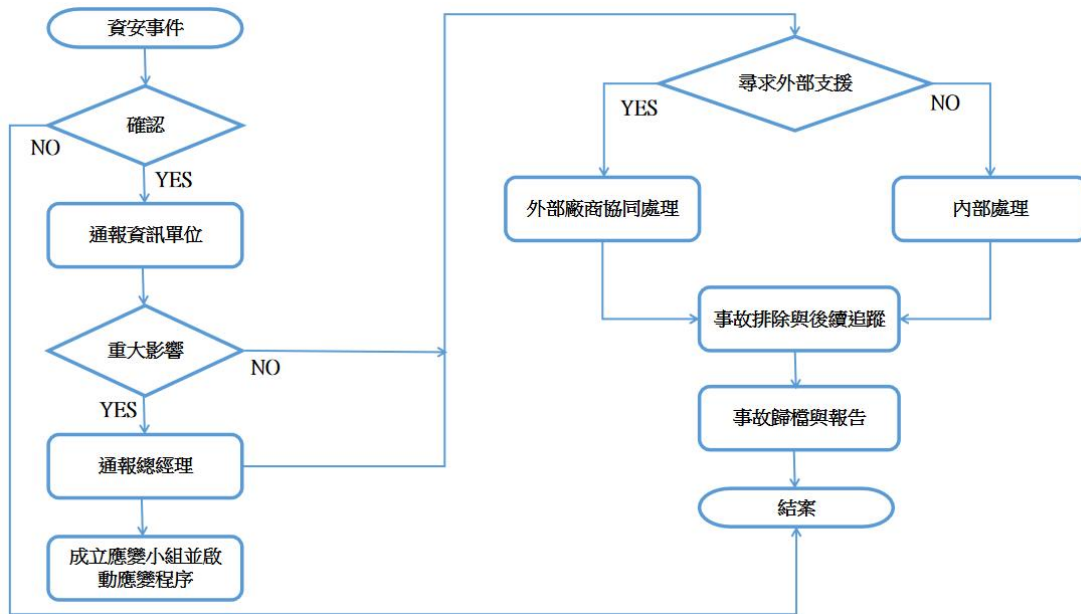 資安事件
確認
NO
YES
通報資訊單位
重大影響
NO
YES
通報總經理
成立應變小組並啟
動應變程序
尋求外部支援
YES
NO
外部廠商協同處理
內部處理
事故排除與後續追蹤
事故歸檔與報告
結案